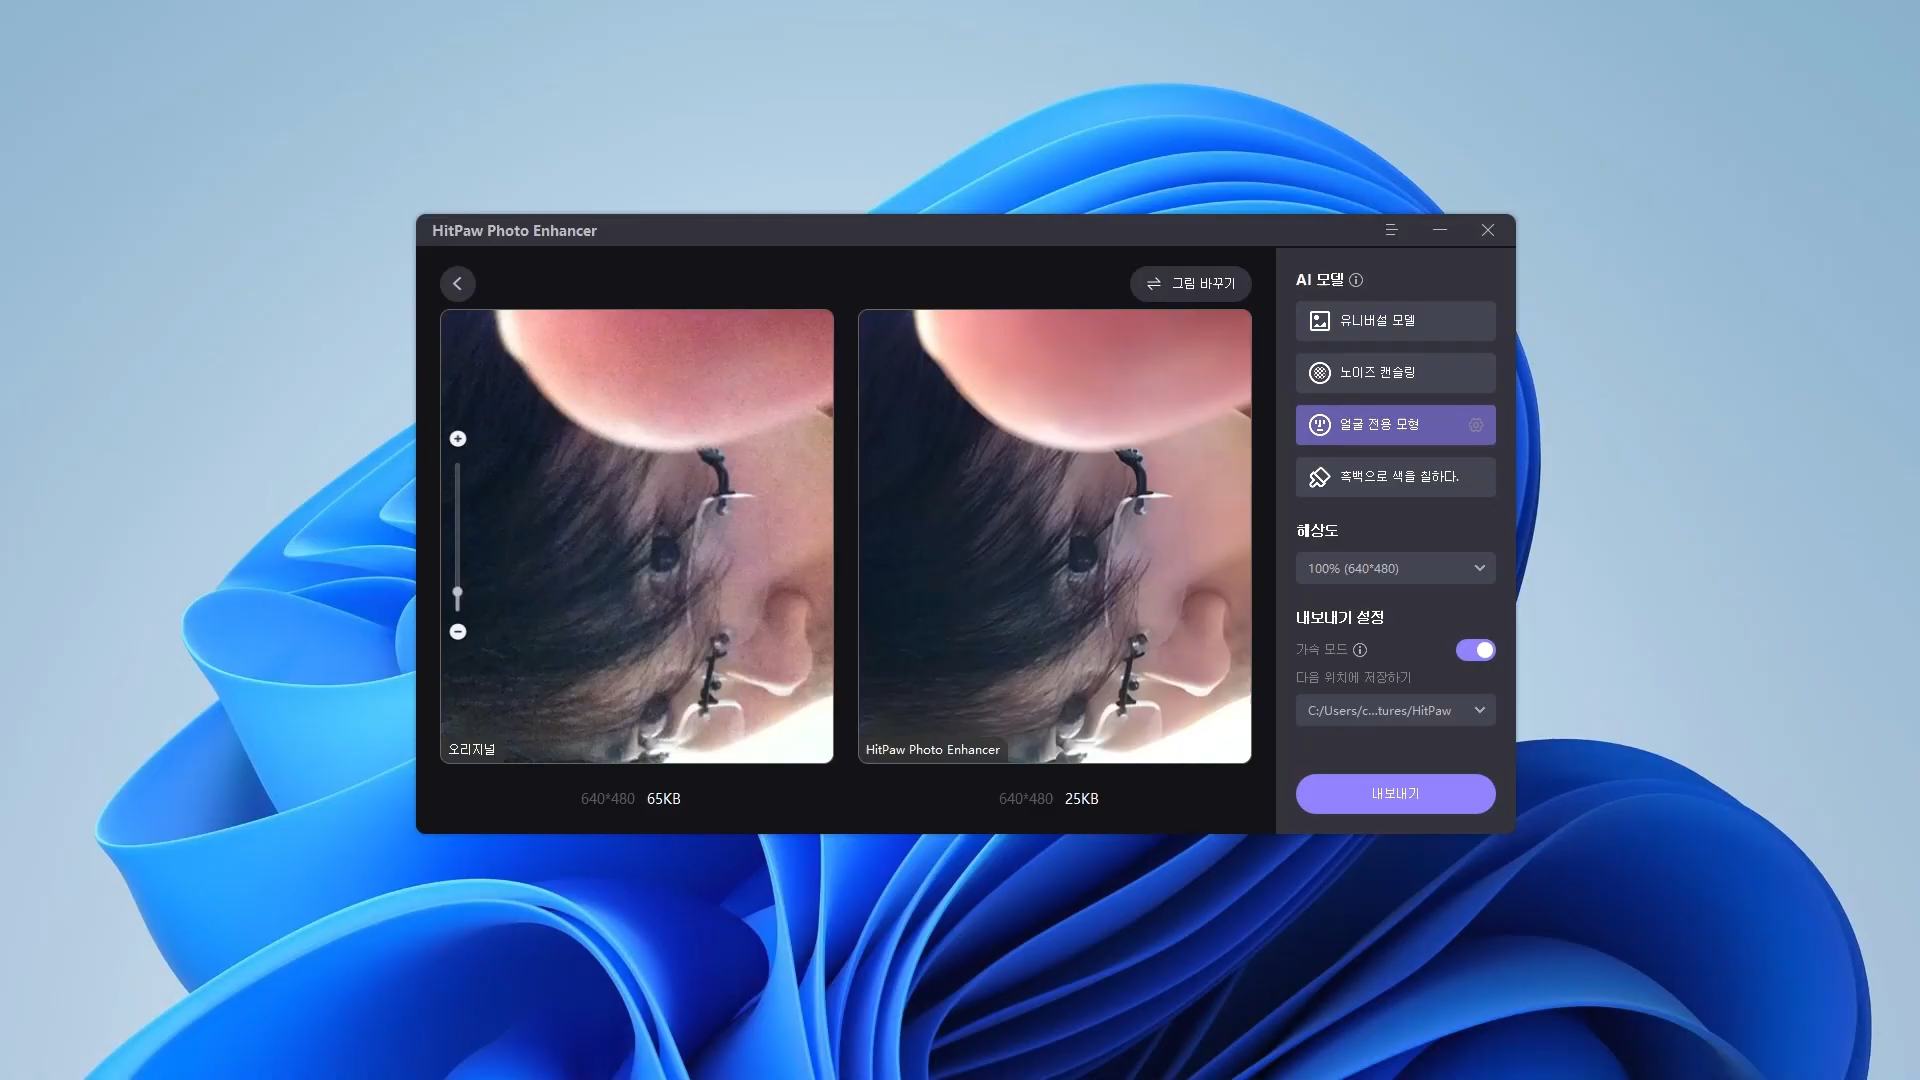 HitPaw Photo Enhancer
그림 바꾸기
오리지널
HitPaw Photo Enhancer
640*480 65KB
640*480 25KB
AI 모델
유니버설 모델
노이즈 캔슬링
얼굴 전용 모형
흑백으로 색을 칠하다.
해상도
100% (640*480)
내보내기 설정
가속 모드
다음 위치에 저장하기
C:/Users/c...tures/HitPaw
내보내기